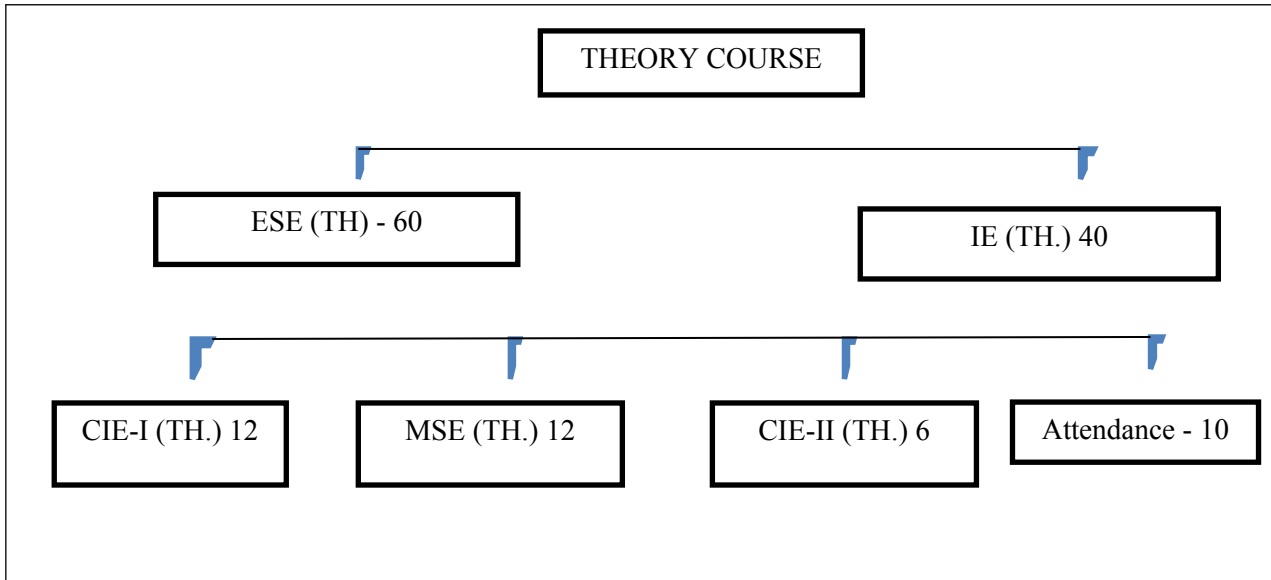 THEORY COURSE
ESE (TH) - 60
IE (TH.) 40
CIE-I (TH.) 12
MSE (TH.) 12
CIE-II (TH.) 6
Attendance - 10